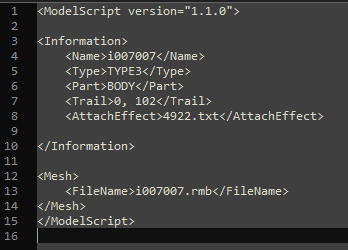 1 <ModelScript version="1.1.0">
2
3 <Information>
4 <Name>i007007</Name>
5 <Type>TYPE3</Type>
6 <Part>BODY</Part>
7 <Trail>0, 102</Trail>
8 <AttachEffect>4922.txt</AttachEffect>
9
10 </Information>
11
12 <Mesh>
13 <FileName>i007007.rmb</FileName>
14 </Mesh>
15 </ModelScript>
16